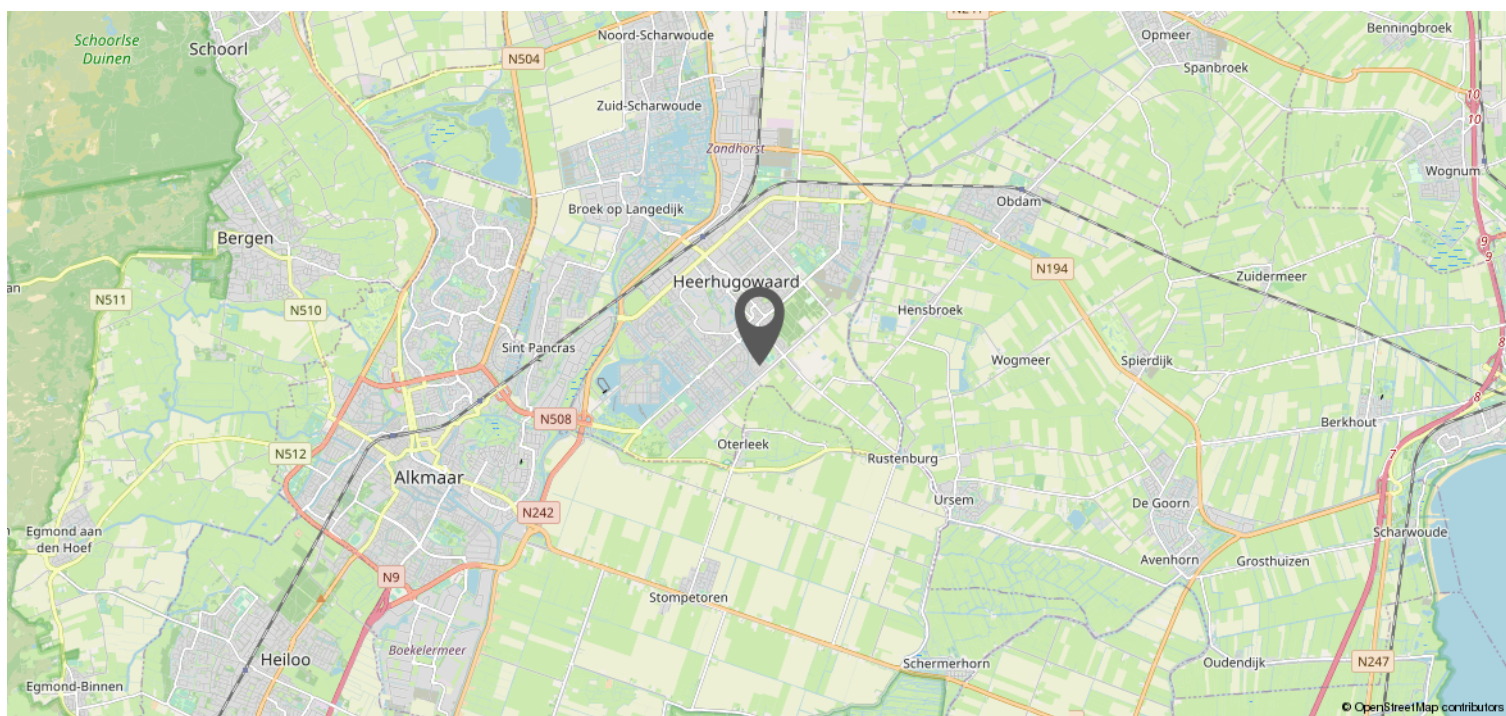 N241
Schoorlse
Duinen
Schoorl
Noord-Scharwoude
Opmeer
Benningbroek
N504
Spanbroek
10
10
Zuid-Scharwoude
Zandhorst
Wognum
Obdam
Broek op Langedijk
Bergen
9
9
N194
Zuidermeer
Heerhugowaard
N511
N510
Hensbroek
Sint Pancras
Wogmeer
Spierdijk
8
8
N508
Berkhout
N512
Oterleek
Rustenburg
7
Alkmaar
Ursem
De Goorn
N242
Egmond aan
den Hoef
Scharwoude
Avenhorn
Grosthuizen
N9
Stompetoren
Boekelermeer
Heiloo
Schermerhorn
Oudendijk
N247
Egmond-Binnen
© OpenStreetMap contributors